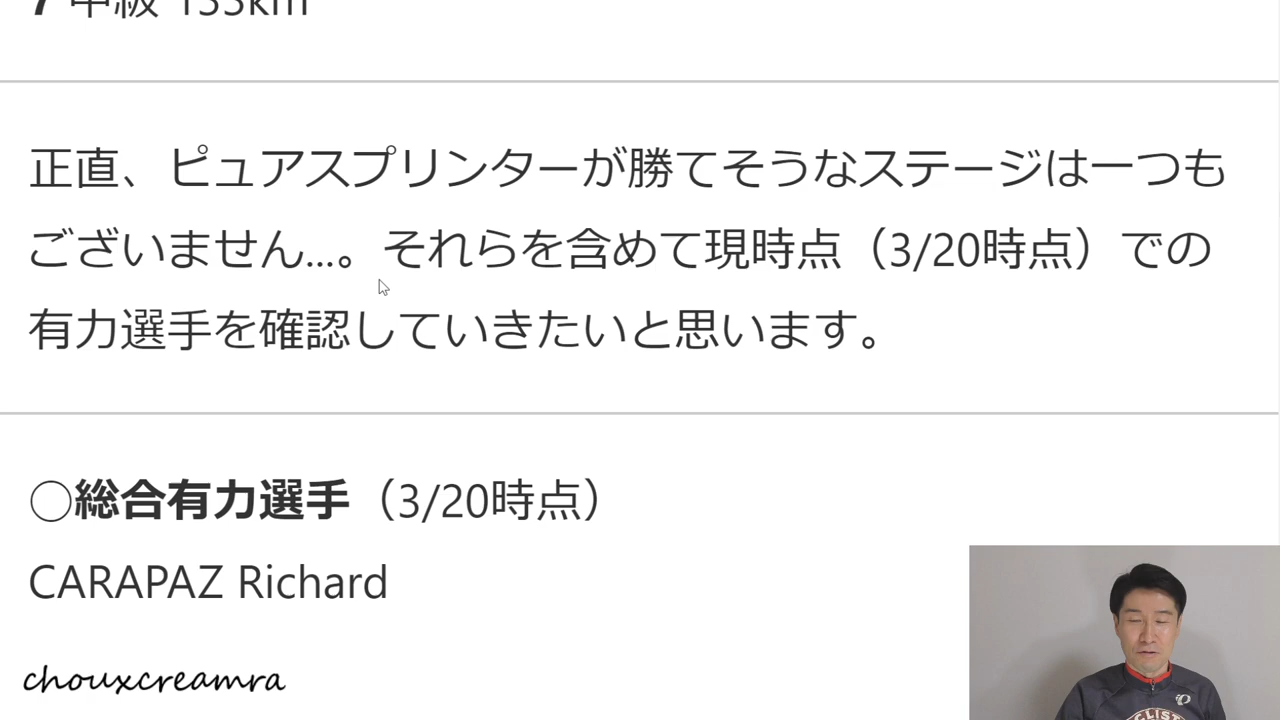 7 中級 133km
正直、ピュアスプリンターが勝てそうなステージは一つも
ございません...。それらを含めて現時点（3/20時点）での
有力選手を確認していきたいと思います。
◯総合有力選手（3/20時点）
CARAPAZ Richard
chouxcreamra